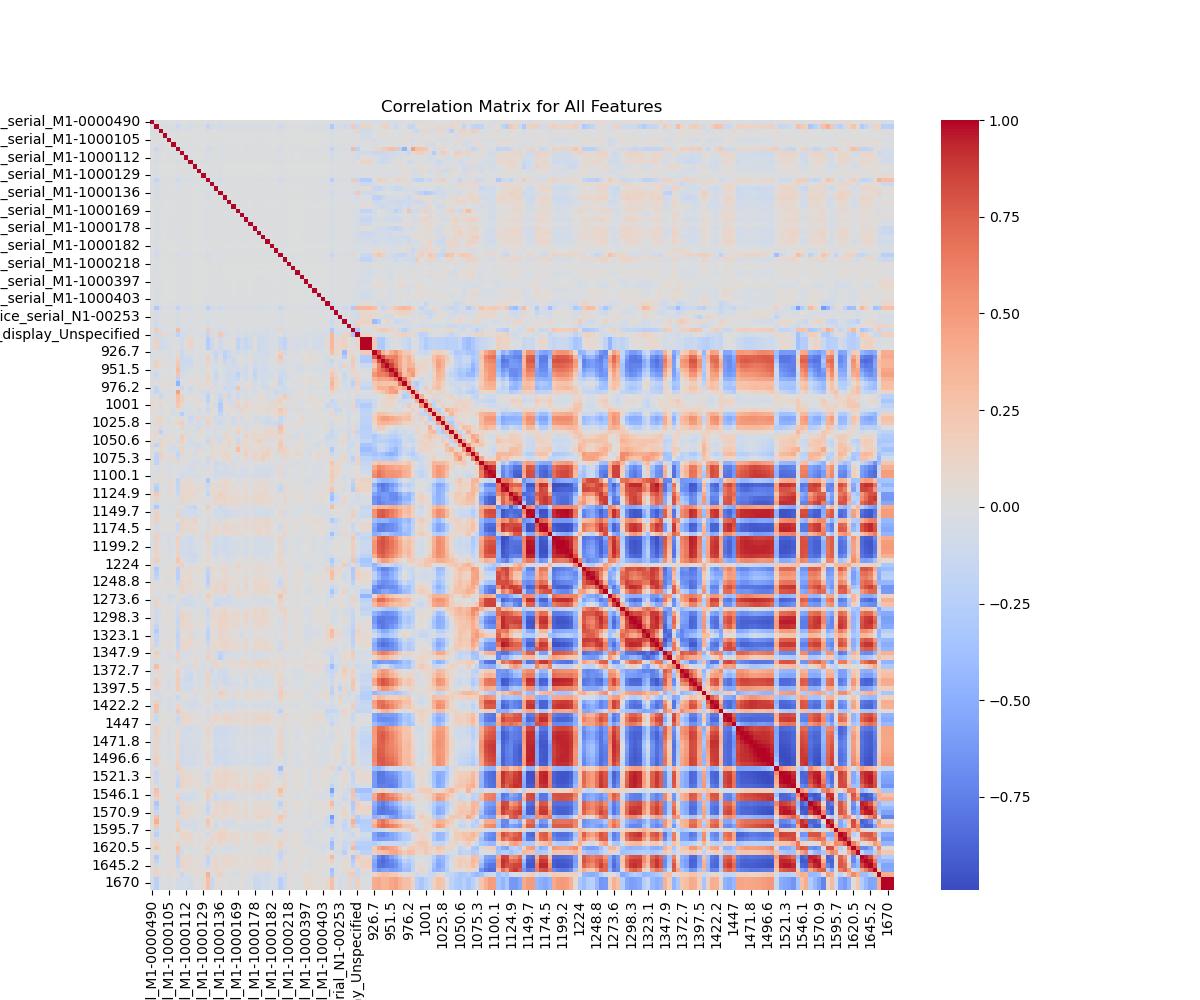 Correlation Matrix for All Features
_serial_M1-0000490
_serial_M1-1000105
_serial_M1-1000112
_serial_M1-1000129
_serial_M1-1000136
_serial_M1-1000169
_serial_M1-1000178
_serial_M1-1000182
_serial_M1-1000218
_serial_M1-1000397
_serial_M1-1000403
ice_serial_N1-00253
_display_Unspecified
926.7
951.5
976.2
1001
1025.8
1050.6
1075.3
1100.1
1124.9
1149.7
1174.5
1199.2
1224
1248.8
1273.6
1298.3
1323.1
1347.9
1372.7
1397.5
1422.2
1447
1471.8
1496.6
1521.3
1546.1
1570.9
1595.7
1620.5
1645.2
1670
l_M1-0000490
l_M1-1000105
l_M1-1000112
l_M1-1000129
l_M1-1000136
l_M1-1000169
l_M1-1000178
l_M1-1000182
l_M1-1000218
l_M1-1000397
l_M1-1000403
rial_N1-00253
y_Unspecified
926.7
951.5
976.2
1001
1025.8
1050.6
1075.3
1100.1
1124.9
1149.7
1174.5
1199.2
1224
1248.8
1273.6
1298.3
1323.1
1347.9
1372.7
1397.5
1422.2
1447
1471.8
1496.6
1521.3
1546.1
1570.9
1595.7
1620.5
1645.2
1670
1.00
0.75
0.50
0.25
0.00
−0.25
−0.50
−0.75